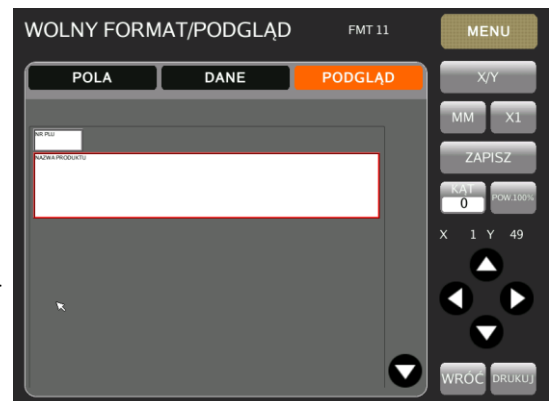 WOLNY FORMAT/PODGLĄD FMT 11 MENU
POLA DANE PODGLĄD X/Y
MM X1
NR PLU
NAZWA PRODUKTU
ZAPISZ
KĄT
0
POW.100%
X 1 Y 49
WRÓĆ DRUKUJ